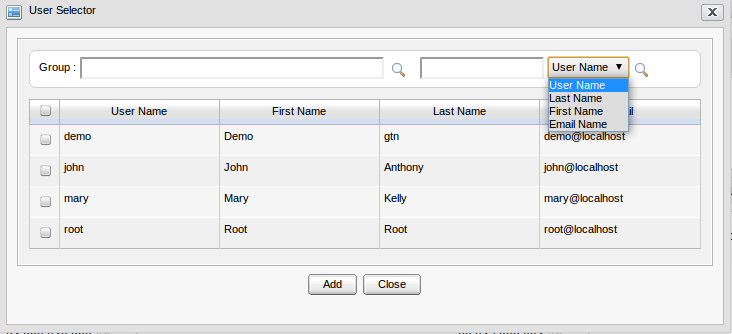 User Selector
Group : User Name
User Name
Last Name
First Name
Email Name
User Name First Name Last Name
demo Demo gtn demo@localhost
john John Anthony john@localhost
mary Mary Kelly mary@localhost
root Root Root root@localhost
Add Close